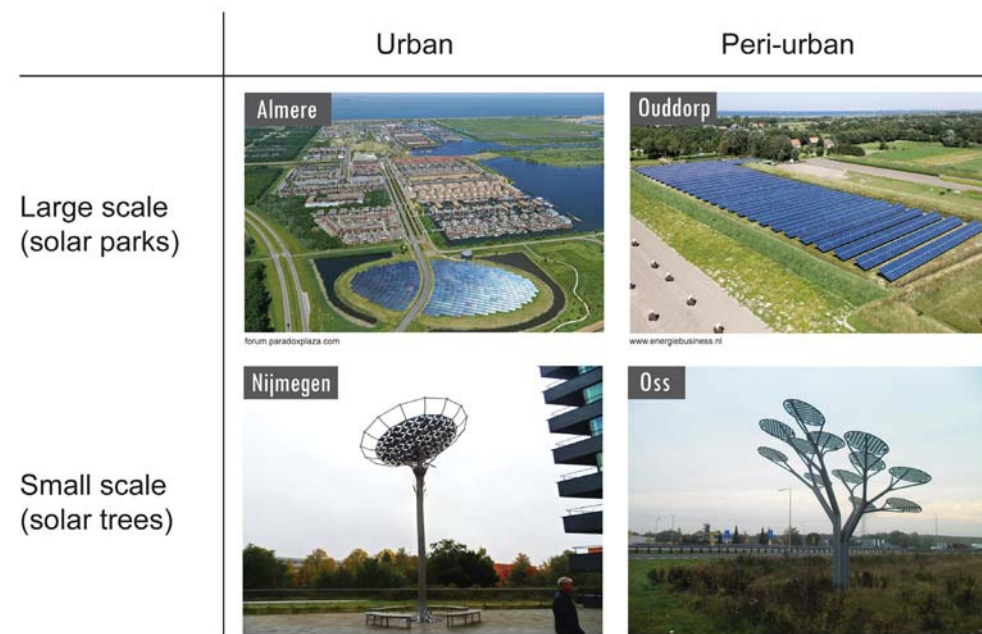 Urban
Peri-urban
Large scale
(solar parks)
Almere
Ouddorp
forum.paradoxplaza.com
www.energiebusiness.nl
Small scale
(solar trees)
Nijmegen
Oss